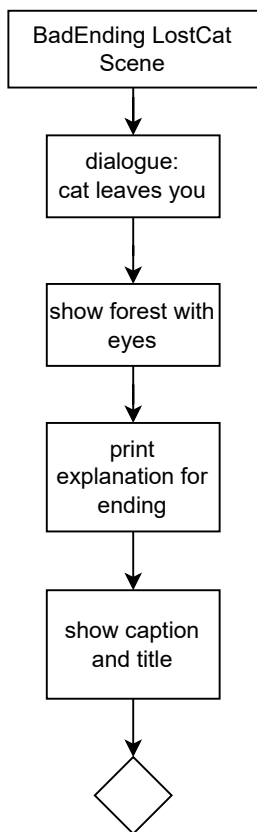 BadEnding LostCat
Scene
dialogue:
cat leaves you
show forest with
eyes
print
explanation for
ending
show caption
and title